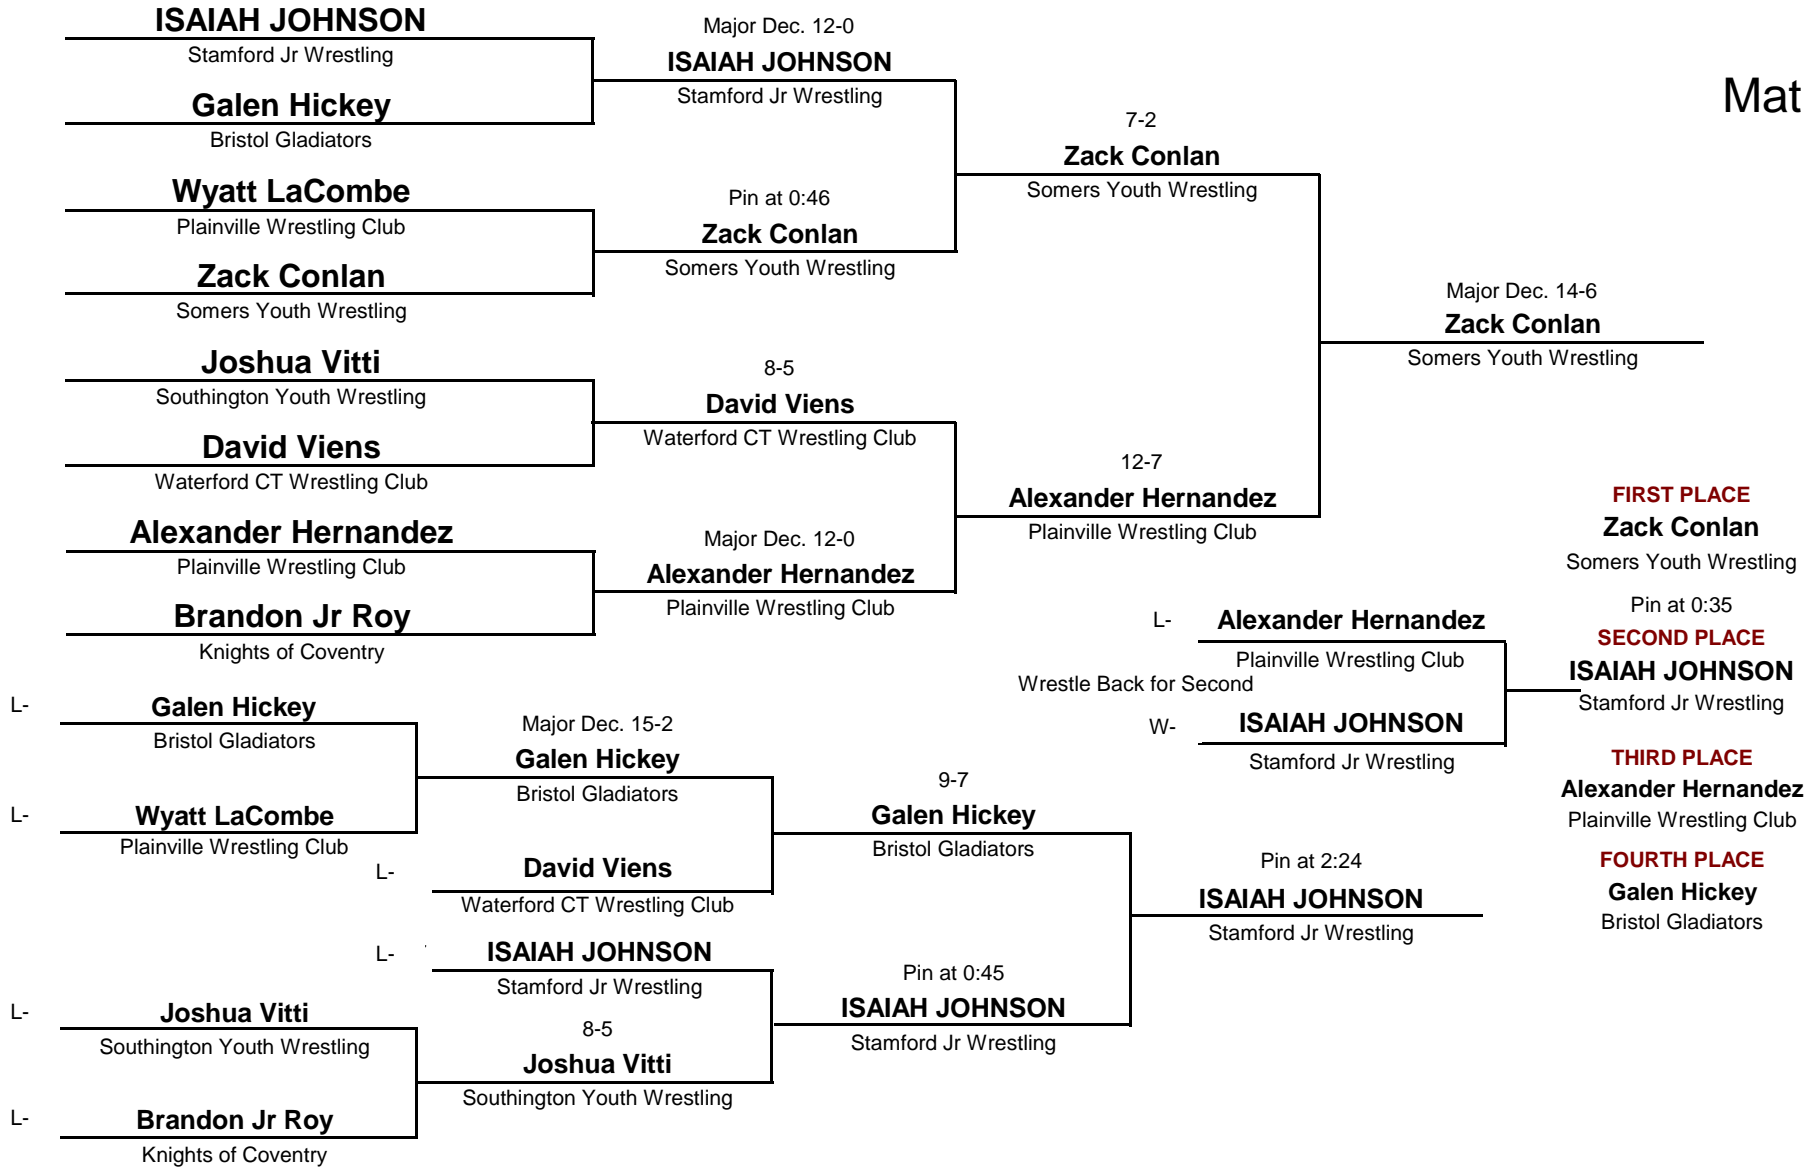 ISAIAH JOHNSON
Stamford Jr Wrestling
Galen Hickey
Bristol Gladiators
Wyatt LaCombe
Plainville Wrestling Club
Zack Conlan
Somers Youth Wrestling
Joshua Vitti
Southington Youth Wrestling
David Viens
Waterford CT Wrestling Club
Alexander Hernandez
Plainville Wrestling Club
Brandon Jr Roy
Knights of Coventry
Major Dec. 12-0
ISAIAH JOHNSON
Stamford Jr Wrestling
Pin at 0:46
Zack Conlan
Somers Youth Wrestling
8-5
David Viens
Waterford CT Wrestling Club
Major Dec. 12-0
Alexander Hernandez
Plainville Wrestling Club
7-2
Zack Conlan
Somers Youth Wrestling
12-7
Alexander Hernandez
Plainville Wrestling Club
Mat
Major Dec. 14-6
Zack Conlan
Somers Youth Wrestling
L-
Galen Hickey
Bristol Gladiators
L-
Wyatt LaCombe
Plainville Wrestling Club
L-
Joshua Vitti
Southington Youth Wrestling
L-
Brandon Jr Roy
Knights of Coventry
Major Dec. 15-2
Galen Hickey
Bristol Gladiators
L-
David Viens
Waterford CT Wrestling Club
L-
ISAIAH JOHNSON
Stamford Jr Wrestling
8-5
Joshua Vitti
Southington Youth Wrestling
9-7
Galen Hickey
Bristol Gladiators
Pin at 0:45
ISAIAH JOHNSON
Stamford Jr Wrestling
Pin at 2:24
ISAIAH JOHNSON
Stamford Jr Wrestling
L-
Alexander Hernandez
Plainville Wrestling Club
Wrestle Back for Second
W-
ISAIAH JOHNSON
Stamford Jr Wrestling
FIRST PLACE
Zack Conlan
Somers Youth Wrestling
Pin at 0:35
SECOND PLACE
ISAIAH JOHNSON
Stamford Jr Wrestling
THIRD PLACE
Alexander Hernandez
Plainville Wrestling Club
FOURTH PLACE
Galen Hickey
Bristol Gladiators